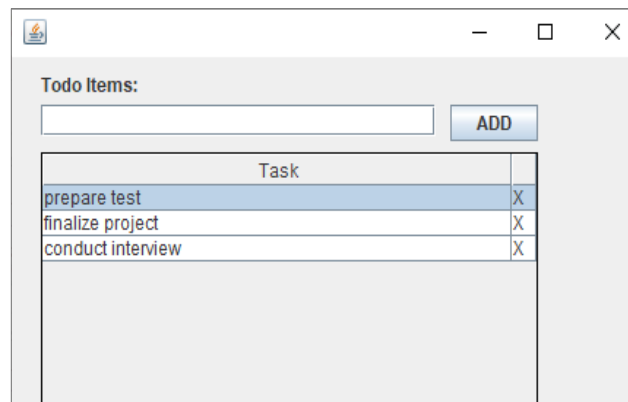 Todo Items:
ADD
Task
prepare test X
finalize project X
conduct interview X